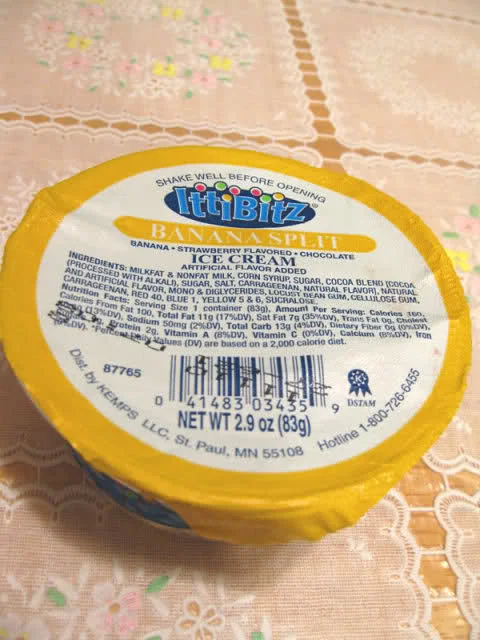 SHAKE WELL BEFORE OPENING
IttiBitz®
BANANA SPLIT
BANANA • STRAWBERRY FLAVORED • CHOCOLATE
ICE CREAM
ARTIFICIAL FLAVOR ADDED
INGREDIENTS: MILKFAT & NONFAT MILK, CORN SYRUP, SUGAR, COCOA BLEND (COCOA
(PROCESSED WITH ALKALI), SUGAR, SALT, CARRAGEENAN, NATURAL FLAVOR), NATURAL
AND ARTIFICIAL FLAVOR, MONO & DIGLYCERIDES, LOCUST BEAN GUM, CELLULOSE GUM,
CARRAGEENAN, RED 40, BLUE 1, YELLOW 5 & 6, SUCRALOSE.
Nutrition Facts: Serving Size 1 container (83g), Amount Per Serving: Calories 160,
Calories From Fat 100, Total Fat 11g (17%DV), Sat Fat 7g (35%DV), Trans Fat 0g, Cholest
(13%DV), Sodium 50mg (2%DV), Total Carb 13g (4%DV), Dietary Fiber 0g (0%DV),
Protein 2g, Vitamin A (8%DV), Vitamin C (0%DV), Calcium (6%DV), Iron
(0%DV). *Percent Values (DV) are based on a 2,000 calorie diet.
87765
0 41483 03435 9
DSTAM
NET WT 2.9 oz (83g)
Dist. by KEMPS LLC, St. Paul, MN 55108 Hotline 1-800-726-6455